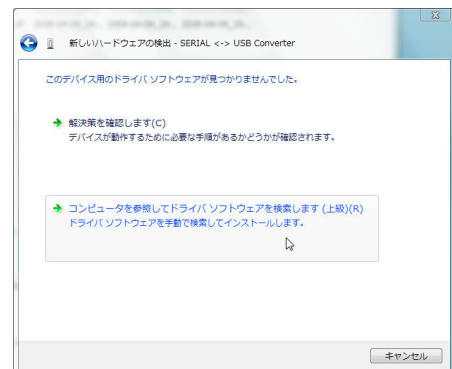 新しいハードウェアの検出 - SERIAL <-> USB Converter
このデバイス用のドライバ ソフトウェアが見つかりませんでした。
解決策を確認します(C)
デバイスが動作するために必要な手順があるかどうかが確認されます。
コンピュータを参照してドライバ ソフトウェアを検索します (上級)(R)
ドライバ ソフトウェアを手動で検索してインストールします。
キャンセル